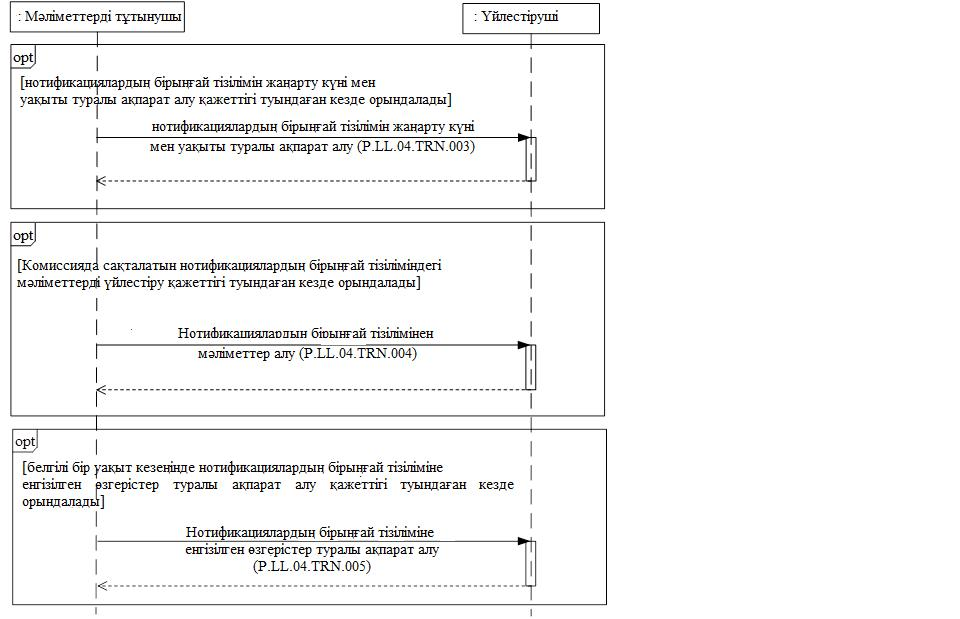 : Мәліметтерді тұтынушы
: Үйлестіруші
opt
[нотификациялардың бірыңғай тізілімін жаңарту күні мен
уақыты туралы ақпарат алу қажеттігі туындаған кезде орындалады]
нотификациялардың бірыңғай тізілімін жаңарту күні
мен уақыты туралы ақпарат алу (P.LL.04.TRN.003)
opt
[Комиссияда сақталатын нотификациялардың бірыңғай тізіліміндегі
мәліметтерді үйлестіру қажеттігі туындаған кезде орындалады]
Нотификациялардың бірыңғай тізілімінен
мәліметтер алу (P.LL.04.TRN.004)
opt
[белгілі бір уақыт кезеңінде нотификациялардың бірыңғай тізіліміне
енгізілген өзгерістер туралы ақпарат алу қажеттігі туындаған кезде
орындалады]
Нотификациялардың бірыңғай тізіліміне
енгізілген өзгерістер туралы ақпарат алу
(P.LL.04.TRN.005)